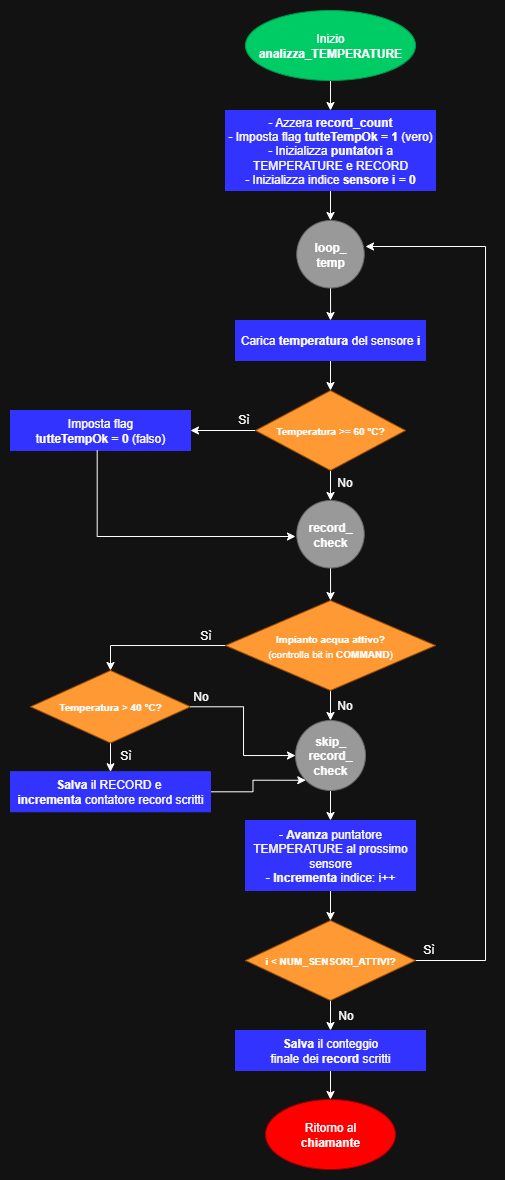 Inizio
analizza_TEMPERATURE
- Azzera record_count
- Imposta flag tutteTempOk = 1 (vero)
- Inizializza puntatori a
TEMPERATURE e RECORD
- Inizializza indice sensore i = 0
loop_
temp
Carica temperatura del sensore i
Temperatura >= 60 °C?
Sì
Imposta flag
tutteTempOk = 0 (falso)
No
record_
check
Impianto acqua attivo?
(controlla bit in COMMAND)
Sì
Temperatura > 40 °C?
No
No
Sì
skip_
record_
check
Salva il RECORD e
incrementa contatore record scritti
- Avanza puntatore
TEMPERATURE al prossimo
sensore
- Incrementa indice: i++
i < NUM_SENSORI_ATTIVI?
Sì
No
Salva il conteggio
finale dei record scritti
Ritorno al
chiamante